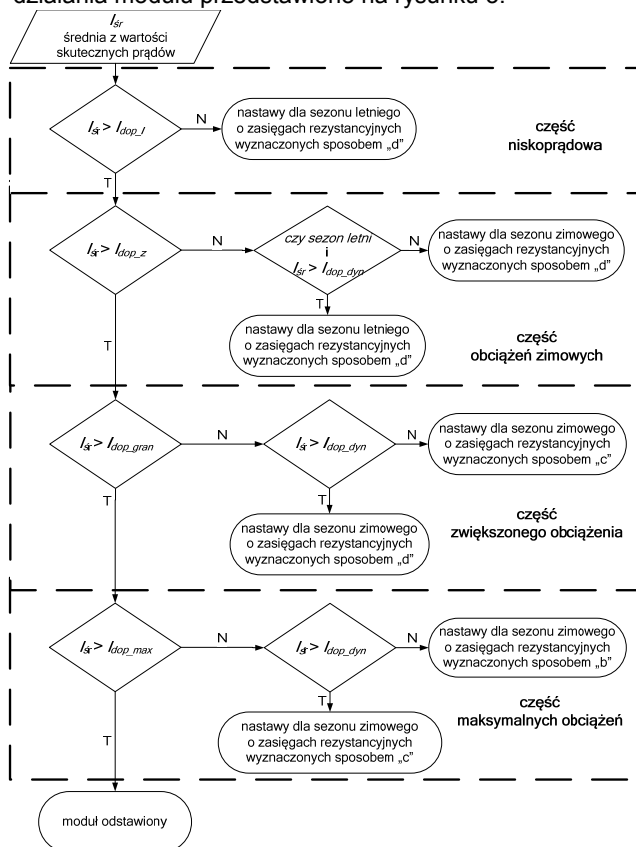 działania modułu przedstawione na rysunku 6.
Iśr
średnia z wartości
skutecznych prądów
Iśr > Idop_l
N
nastawy dla sezonu letniego
o zasięgach rezystancyjnych
wyznaczonych sposobem „d”
część
niskoprądowa
T
Iśr > Idop_z
N
czy sezon letni
i
Iśr > Idop_dyn
N
nastawy dla sezonu zimowego
o zasięgach rezystancyjnych
wyznaczonych sposobem „d”
T
nastawy dla sezonu letniego
o zasięgach rezystancyjnych
wyznaczonych sposobem „d”
część
obciążeń zimowych
T
Iśr > Idop_gran
N
Iśr > Idop_dyn
N
nastawy dla sezonu zimowego
o zasięgach rezystancyjnych
wyznaczonych sposobem „c”
T
T
nastawy dla sezonu zimowego
o zasięgach rezystancyjnych
wyznaczonych sposobem „d”
część
zwiększonego obciążenia
Iśr > Idop_max
N
Iśr > Idop_dyn
N
nastawy dla sezonu zimowego
o zasięgach rezystancyjnych
wyznaczonych sposobem „b”
T
nastawy dla sezonu zimowego
o zasięgach rezystancyjnych
wyznaczonych sposobem „c”
część
maksymalnych obciążeń
T
moduł odstawiony